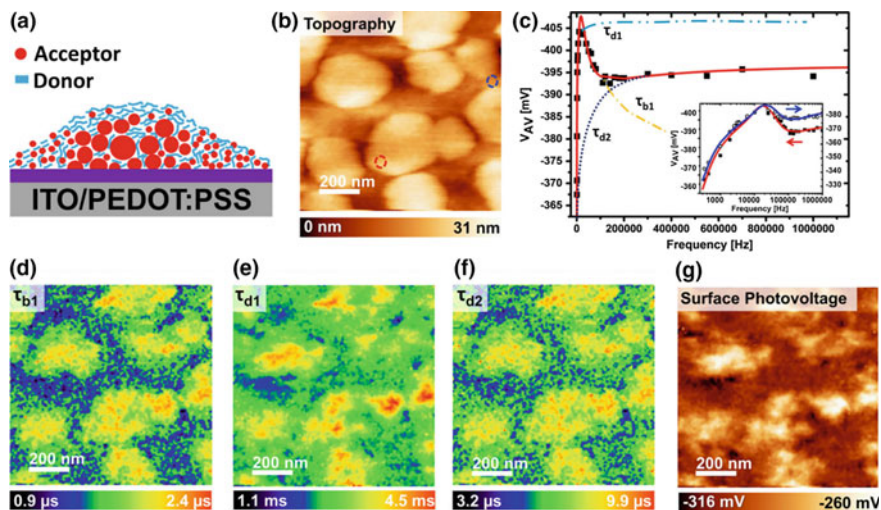 (a)
Acceptor
Donor
ITO/PEDOT:PSS
(b)
Topography
200 nm
0 nm 31 nm
(c)
V_AV [mV]
-405
-400
-395
-390
-385
-380
-375
-370
-365
0 200000 400000 600000 800000 1000000
Frequency [Hz]
τd1
τb1
τd2
V_AV [mV]
-400
-390
-380
-370
-360
-380
-370
-360
-350
-340
-330
1000 10000 100000 1000000
Frequency [Hz]
(d)
τb1
200 nm
0.9 μs 2.4 μs
(e)
τd1
200 nm
1.1 ms 4.5 ms
(f)
τd2
200 nm
3.2 μs 9.9 μs
(g)
Surface Photovoltage
200 nm
-316 mV -260 mV